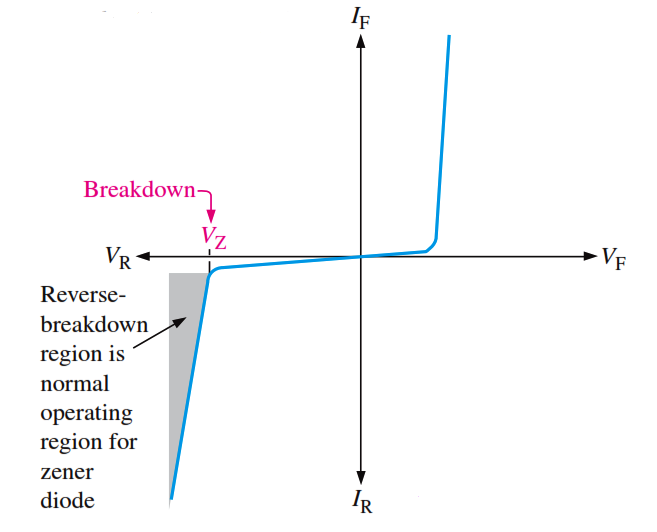 IF
Breakdown
VZ
VR
VF
Reverse-
breakdown
region is
normal
operating
region for
zener
diode
IR